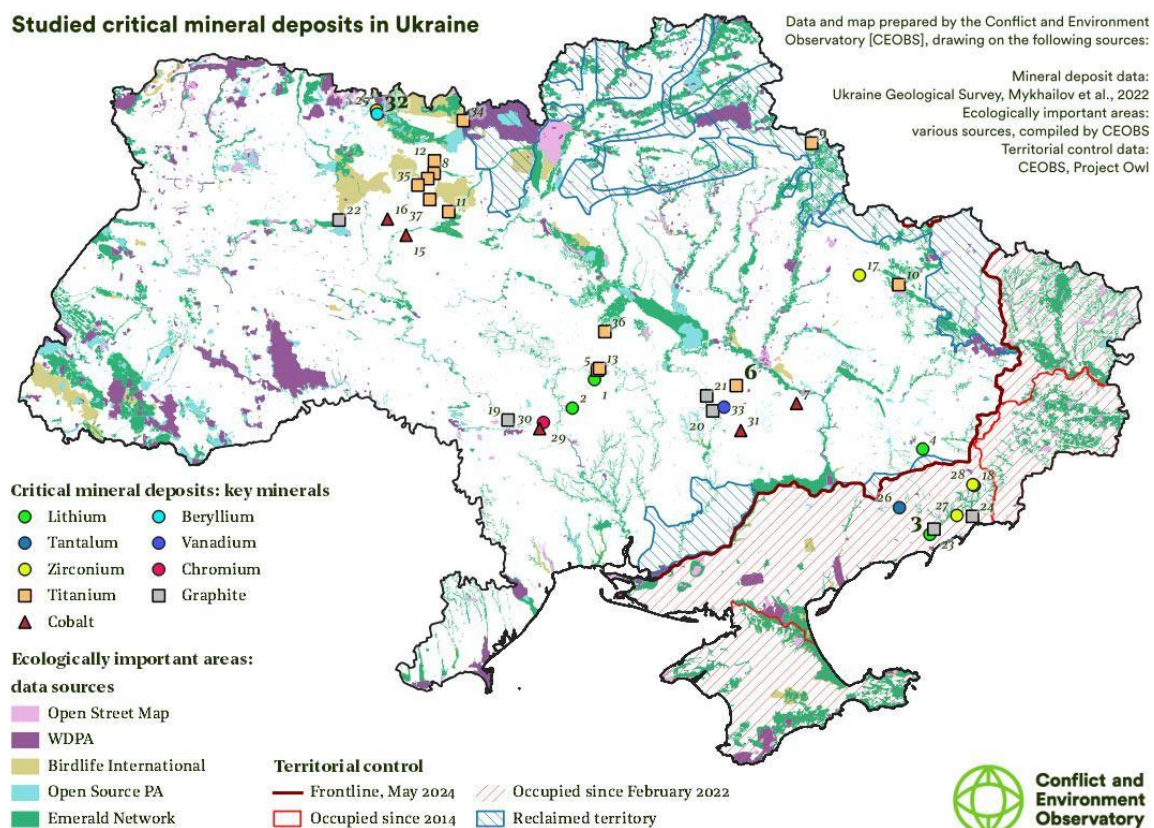 Studied critical mineral deposits in Ukraine
Data and map prepared by the Conflict and Environment
Observatory [CEOBS], drawing on the following sources:
Mineral deposit data:
Ukraine Geological Survey, Mykhailov et al., 2022
Ecologically important areas:
various sources, compiled by CEOBS
Territorial control data:
CEOBS, Project Owl
25
32
34
9
12
8
35
22
16
37
11
15
17
10
36
5
13
1
6
2
21
7
19
30
20
33
31
29
4
28
18
26
27
24
3
23
Critical mineral deposits: key minerals
Lithium
Beryllium
Tantalum
Vanadium
Zirconium
Chromium
Titanium
Graphite
Cobalt
Ecologically important areas:
data sources
Open Street Map
WDPA
Birdlife International
Open Source PA
Emerald Network
Territorial control
Frontline, May 2024
Occupied since February 2022
Occupied since 2014
Reclaimed territory
Conflict and
Environment
Observatory